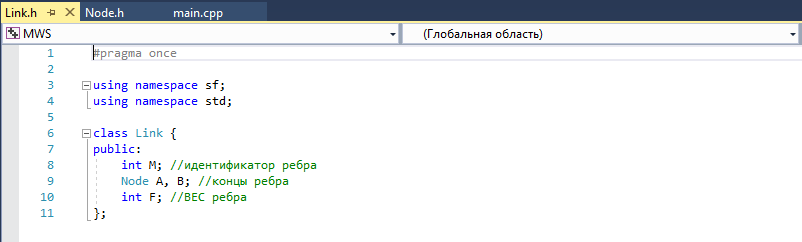 Link.h Node.h main.cpp
MWS (Глобальная область)
1 #pragma once
2
3 using namespace sf;
4 using namespace std;
5
6 class Link {
7 public:
8 int M; //идентификатор ребра
9 Node A, B; //концы ребра
10 int F; //ВЕС ребра
11 };